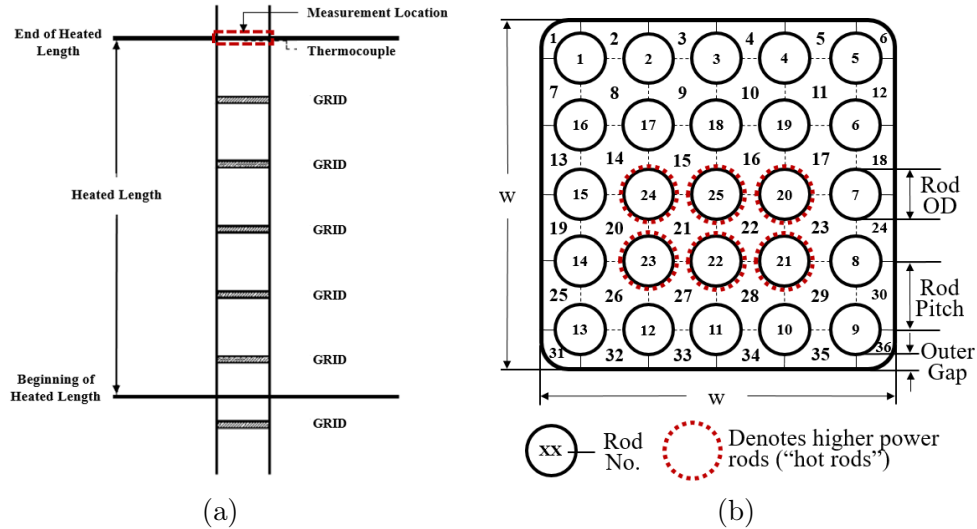 Measurement Location
End of Heated
Length
Thermocouple
GRID
GRID
Heated Length
GRID
GRID
GRID
Beginning of
Heated Length
GRID
(a)
1 2 3 4 5 6
1 2 3 4 5
7 8 9 10 11 12
16 17 18 19 6
13 14 15 16 17 18
15 24 25 20 7
19 20 21 22 23 24
14 23 22 21 8
25 26 27 28 29 30
13 12 11 10 9
31 32 33 34 35 36
W
W
Rod
OD
Rod
Pitch
Outer
Gap
XX
Rod
No.
Denotes higher power
rods (“hot rods”)
(b)